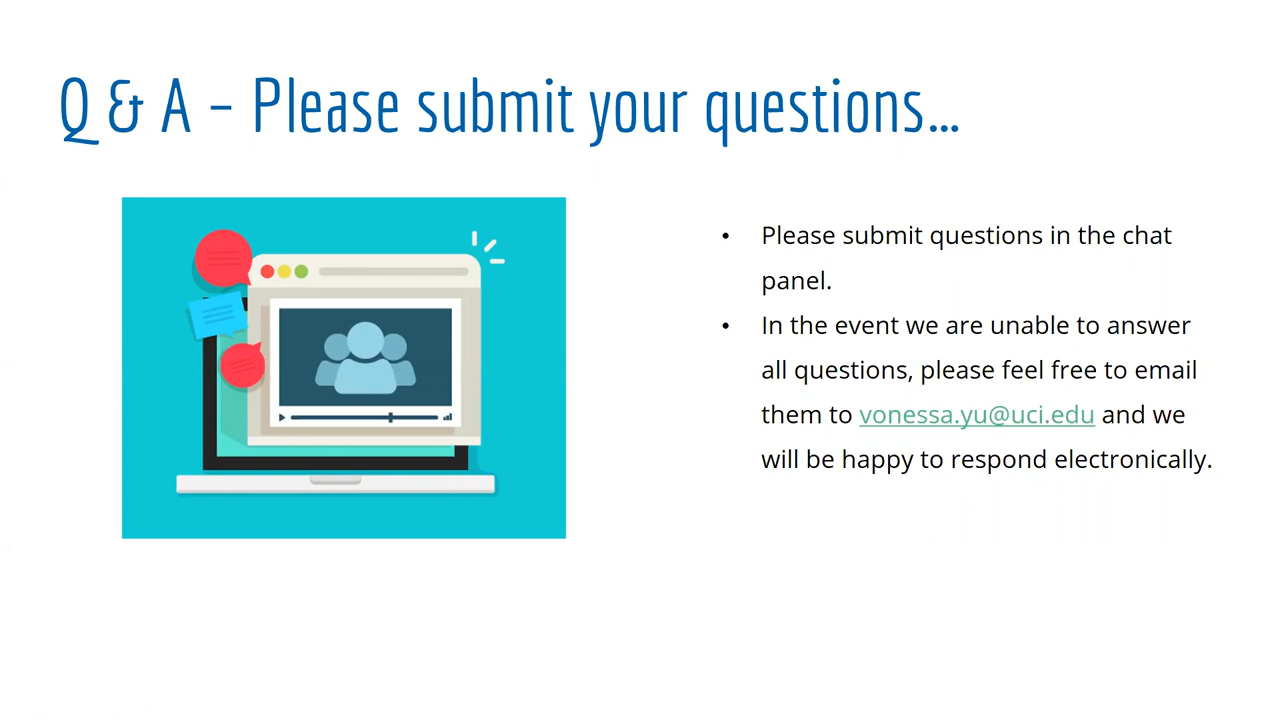 Q & A – Please submit your questions…
• Please submit questions in the chat
panel.
• In the event we are unable to answer
all questions, please feel free to email
them to vonessa.yu@uci.edu and we
will be happy to respond electronically.